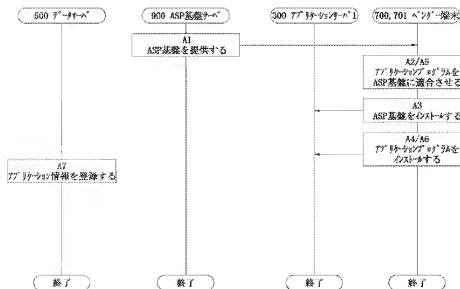 500 データサーバ
900 ASP基盤サーバ
300 アプリケーションサーバ1
700,701 ベンダー端末
A1
ASP基盤を提供する
A2/A5
アプリケーションプログラムを
ASP基盤に適合させる
A3
ASP基盤をインストールする
A4/A6
アプリケーションプログラムを
インストールする
A7
アプリケーション情報を登録する
終了
終了
終了
終了